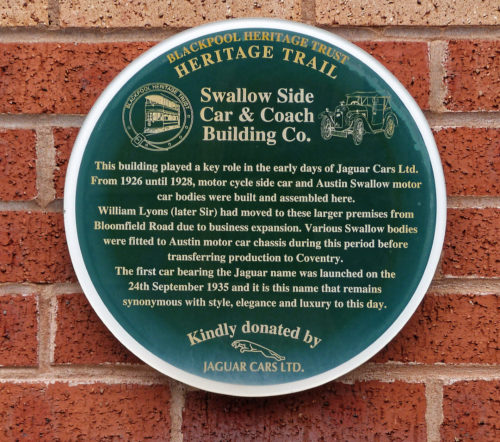 BLACKPOOL HERITAGE TRUST
HERITAGE TRAIL
BLACKPOOL HERITAGE TRUST
Swallow Side
Car & Coach
Building Co.
This building played a key role in the early days of Jaguar Cars Ltd.
From 1926 until 1928, motor cycle side car and Austin Swallow motor
car bodies were built and assembled here.
William Lyons (later Sir) had moved to these larger premises from
Bloomfield Road due to business expansion. Various Swallow bodies
were fitted to Austin motor car chassis during this period before
transferring production to Coventry.
The first car bearing the Jaguar name was launched on the
24th September 1935 and it is this name that remains
synonymous with style, elegance and luxury to this day.
Kindly donated by
JAGUAR CARS LTD.